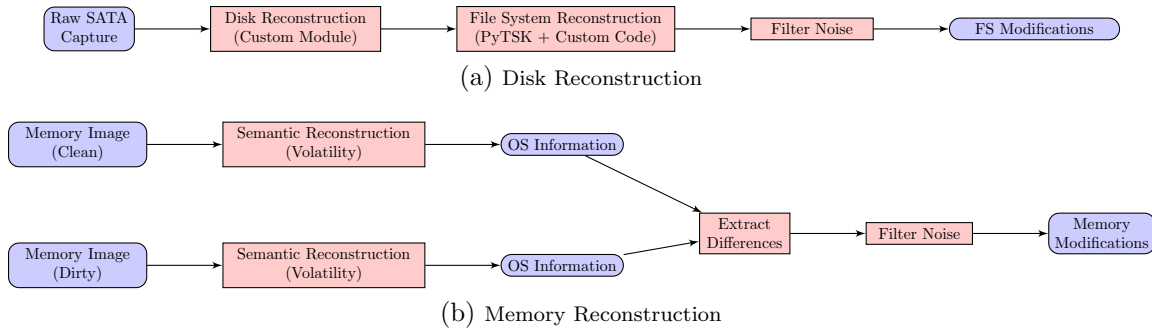 Raw SATA
Capture
Disk Reconstruction
(Custom Module)
File System Reconstruction
(PyTSK + Custom Code)
Filter Noise
FS Modifications
(a) Disk Reconstruction
Memory Image
(Clean)
Semantic Reconstruction
(Volatility)
OS Information
Extract
Differences
Filter Noise
Memory
Modifications
Memory Image
(Dirty)
Semantic Reconstruction
(Volatility)
OS Information
(b) Memory Reconstruction